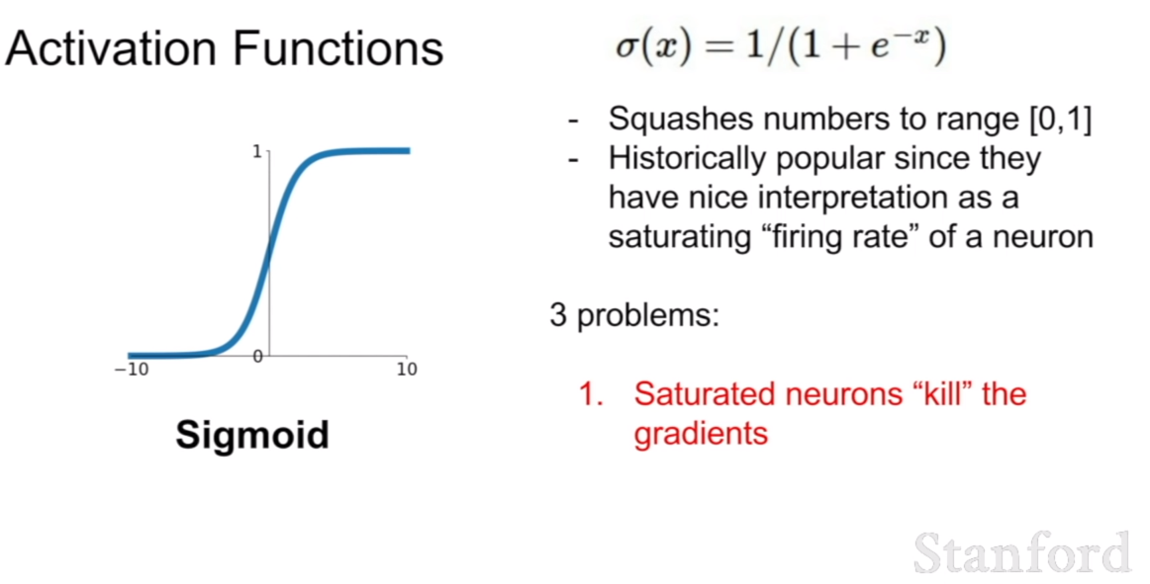 Activation Functions
σ(x) = 1/(1 + e⁻ˣ)
- Squashes numbers to range [0,1]
- Historically popular since they
have nice interpretation as a
saturating “firing rate” of a neuron
3 problems:
1. Saturated neurons “kill” the
gradients
1
0
−10
10
Sigmoid
Stanford